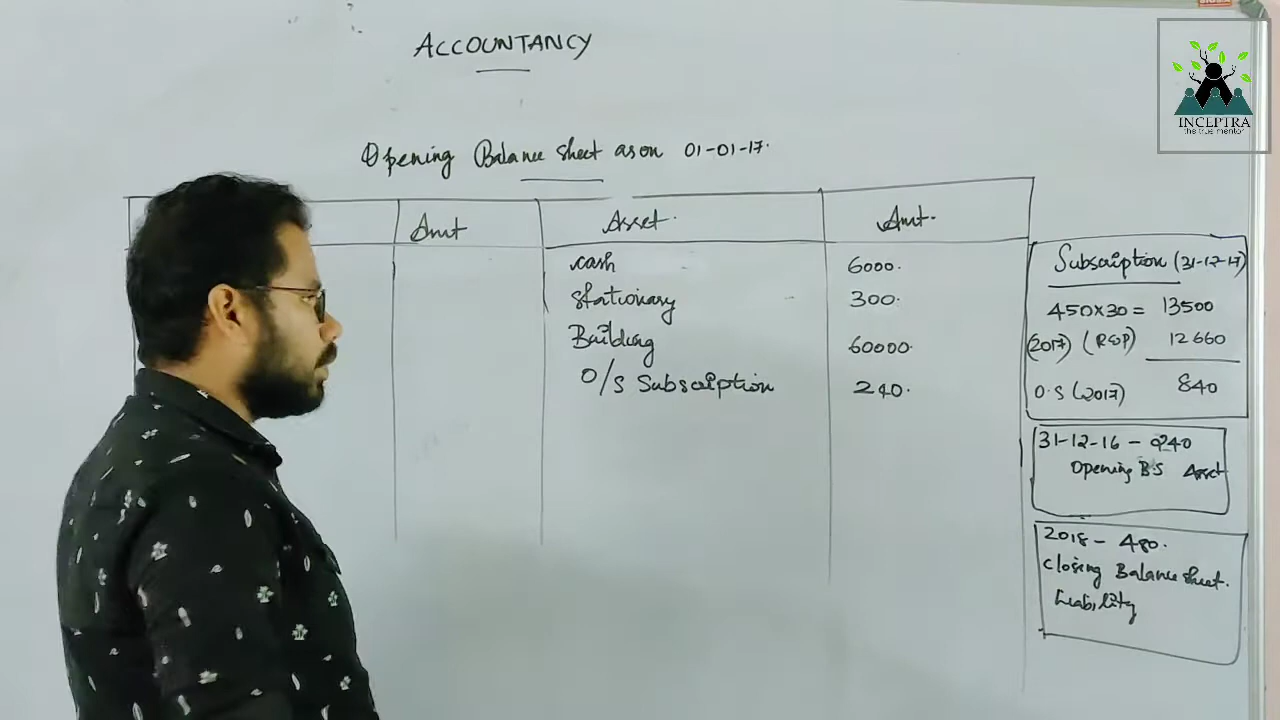 ACCOUNTANCY
Opening Balance sheet as on 01-01-17.
Amt Asset. Amt.
cash 6000.
Stationary 300.
Building 60000.
O/S Subscription 240.
Subscription (31-12-17)
450x30 = 13500
(2017) (R&P) 12660
O.S (2017) 840
31-12-16 - 240
Opening BS Asset
2018 - 480.
Closing Balance sheet.
Liability
INCEPTRA
the true mentor